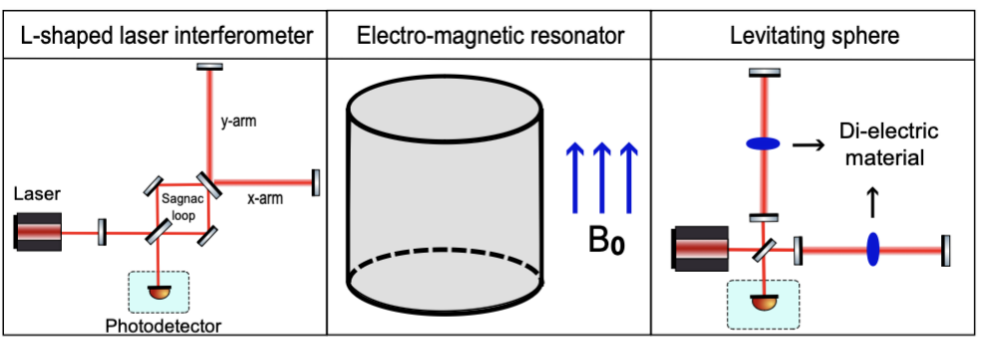 L-shaped laser interferometer
Electro-magnetic resonator
Levitating sphere
y-arm
Laser
Sagnac
loop
x-arm
Photodetector
B0
Di-electric
material